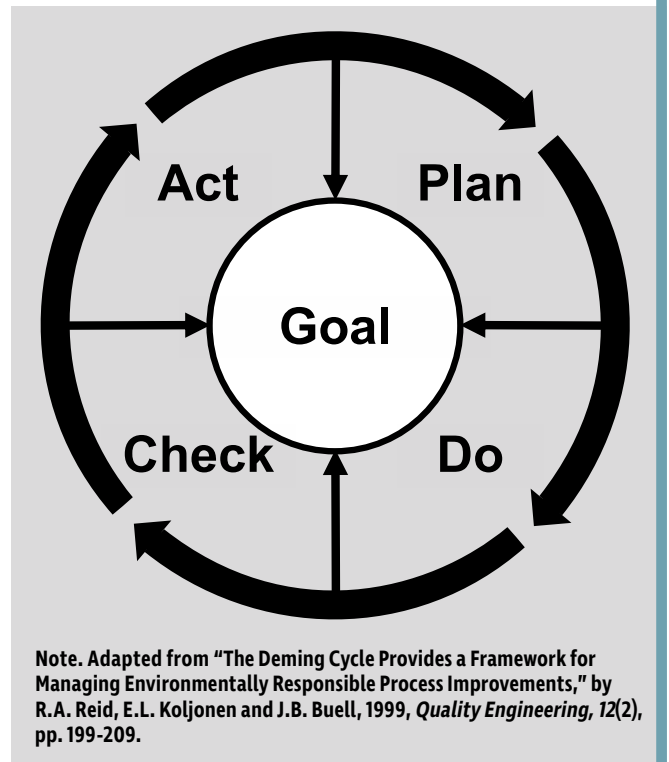 Act
Plan
Goal
Check
Do
Note. Adapted from “The Deming Cycle Provides a Framework for
Managing Environmentally Responsible Process Improvements,” by
R.A. Reid, E.L. Koljonen and J.B. Buell, 1999, Quality Engineering, 12(2),
pp. 199-209.